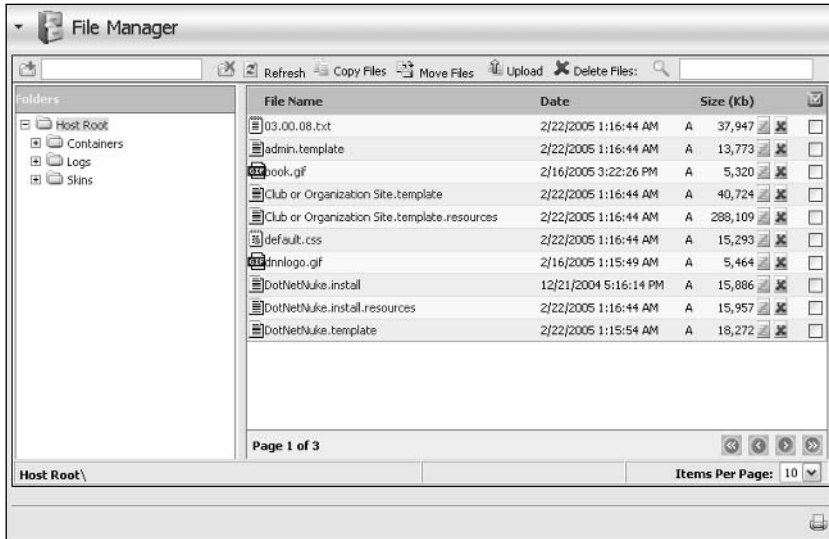 File Manager
Refresh Copy Files Move Files Upload Delete Files:
Folders
Host Root
Containers
Logs
Skins
File Name Date Size (Kb)
03.00.08.txt 2/22/2005 1:16:44 AM A 37,947
admin.template 2/22/2005 1:16:44 AM A 13,773
book.gif 2/16/2005 3:22:26 PM A 5,320
Club or Organization Site.template 2/22/2005 1:16:44 AM A 40,724
Club or Organization Site.template.resources 2/22/2005 1:16:44 AM A 288,109
default.css 2/22/2005 1:16:44 AM A 15,293
dnnlogo.gif 2/16/2005 1:15:49 AM A 5,464
DotNetNuke.install 12/21/2004 5:16:14 PM A 15,886
DotNetNuke.install.resources 2/22/2005 1:16:44 AM A 15,957
DotNetNuke.template 2/22/2005 1:15:54 AM A 18,272
Page 1 of 3
Host Root\ Items Per Page: 10